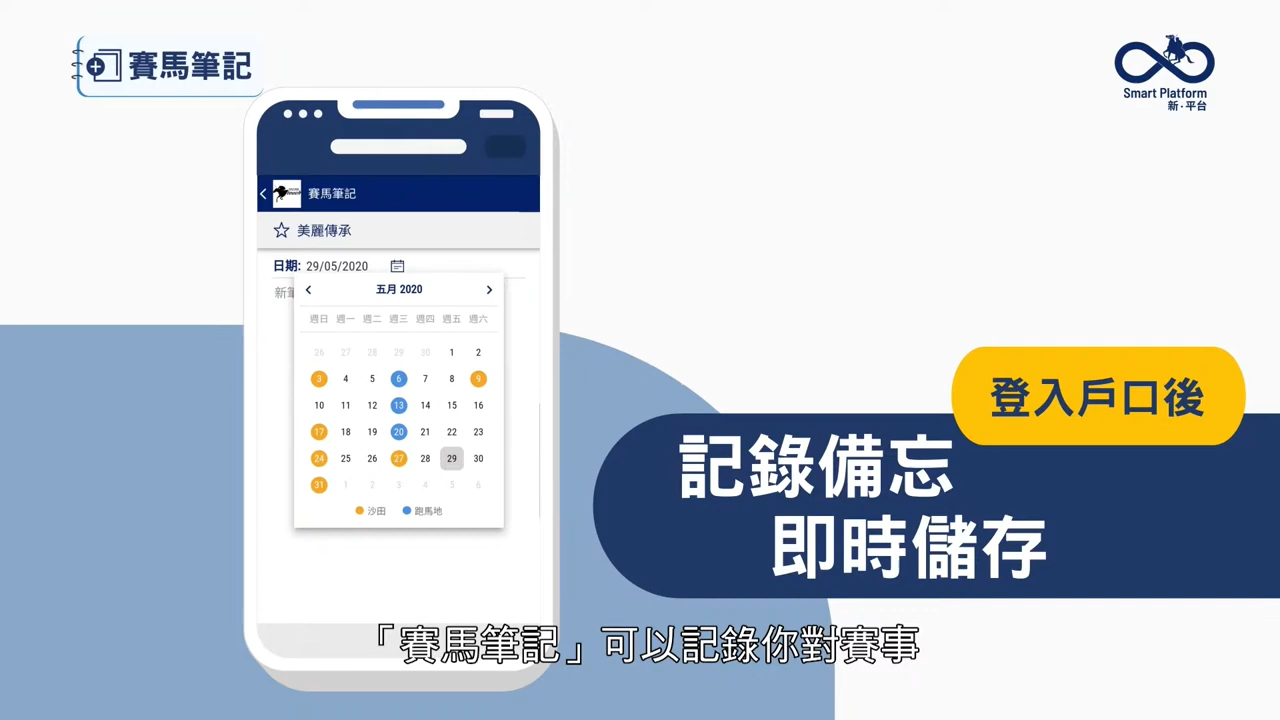 賽馬筆記
Smart Platform
新·平台
賽馬筆記
美麗傳承
日期: 29/05/2020
新筆
五月 2020
週日 週一 週二 週三 週四 週五 週六
26 27 28 29 30 1 2
3 4 5 6 7 8 9
10 11 12 13 14 15 16
17 18 19 20 21 22 23
24 25 26 27 28 29 30
31 1 2 3 4 5 6
沙田 跑馬地
登入戶口後
記錄備忘
即時儲存
「賽馬筆記」可以記錄你對賽事